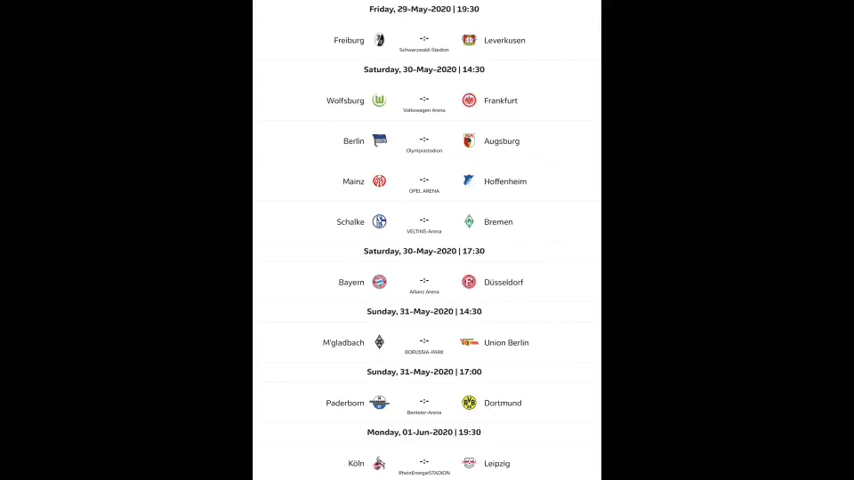 Friday, 29-May-2020 | 19:30
Freiburg -:- Leverkusen
Schwarzwald-Stadion
Saturday, 30-May-2020 | 14:30
Wolfsburg -:- Frankfurt
Volkswagen Arena
Berlin -:- Augsburg
Olympiastadion
Mainz -:- Hoffenheim
OPEL ARENA
Schalke -:- Bremen
VELTINS-Arena
Saturday, 30-May-2020 | 17:30
Bayern -:- Düsseldorf
Allianz Arena
Sunday, 31-May-2020 | 14:30
M'gladbach -:- Union Berlin
BORUSSIA-PARK
Sunday, 31-May-2020 | 17:00
Paderborn -:- Dortmund
Benteler-Arena
Monday, 01-Jun-2020 | 19:30
Köln -:- Leipzig
RheinEnergieSTADION